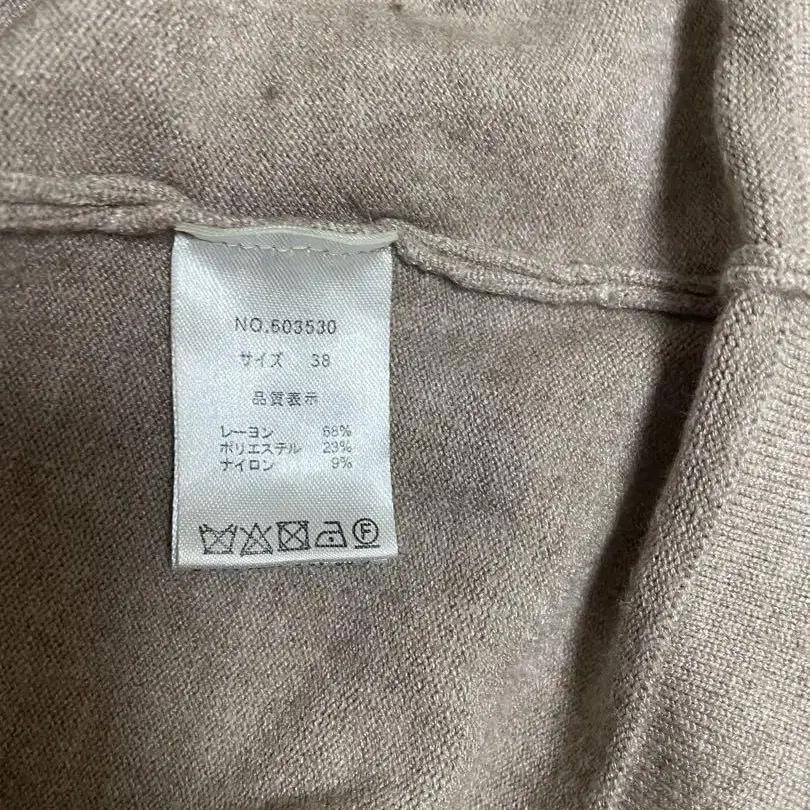 NO.603530
サイズ 38
品質表示
レーヨン 68%
ポリエステル 23%
ナイロン 9%
F